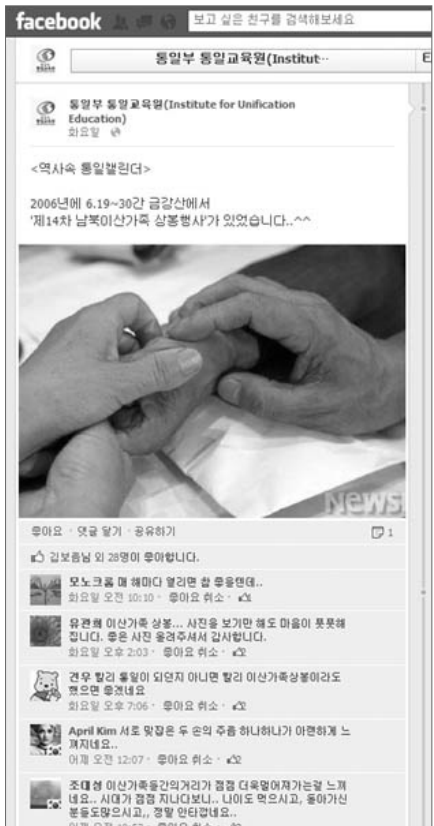 facebook 보고 싶은 친구를 검색해보세요
통일부 통일교육원(Institut··· E
통일부 통일교육원(Institute for Unification
Education)
화요일
<역사속 통일캘린더>
2006년에 6.19~30간 금강산에서
'제14차 남북이산가족 상봉행사'가 있었습니다..^^
NEWS
좋아요 · 댓글 달기 · 공유하기 1
김보름님 외 28명이 좋아합니다.
모노크롬 매 해마다 열리면 참 좋을텐데..
화요일 오전 10:10 · 좋아요 취소 ·
유관희 이산가족 상봉... 사진을 보기만 해도 마음이 풋풋해
집니다. 좋은 사진 올려주셔서 감사합니다.
화요일 오후 2:03 · 좋아요 취소 · 2
견우 빨리 통일이 되던지 아니면 빨리 이산가족상봉이라도
했으면 좋겠네요
화요일 오후 7:06 · 좋아요 취소 · 2
April Kim 서로 맞잡은 두 손의 주름 하나하나가 아련하게 느
껴지네요..
어제 오전 12:07 · 좋아요 취소 · 2
조대성 이산가족들간의거리가 점점 더욱멀어져가는걸 느끼
네요.. 시대가 점점 지나다보니.. 나이도 먹으시고, 돌아가신
분들도많으시고,, 정말 안타깝네요..